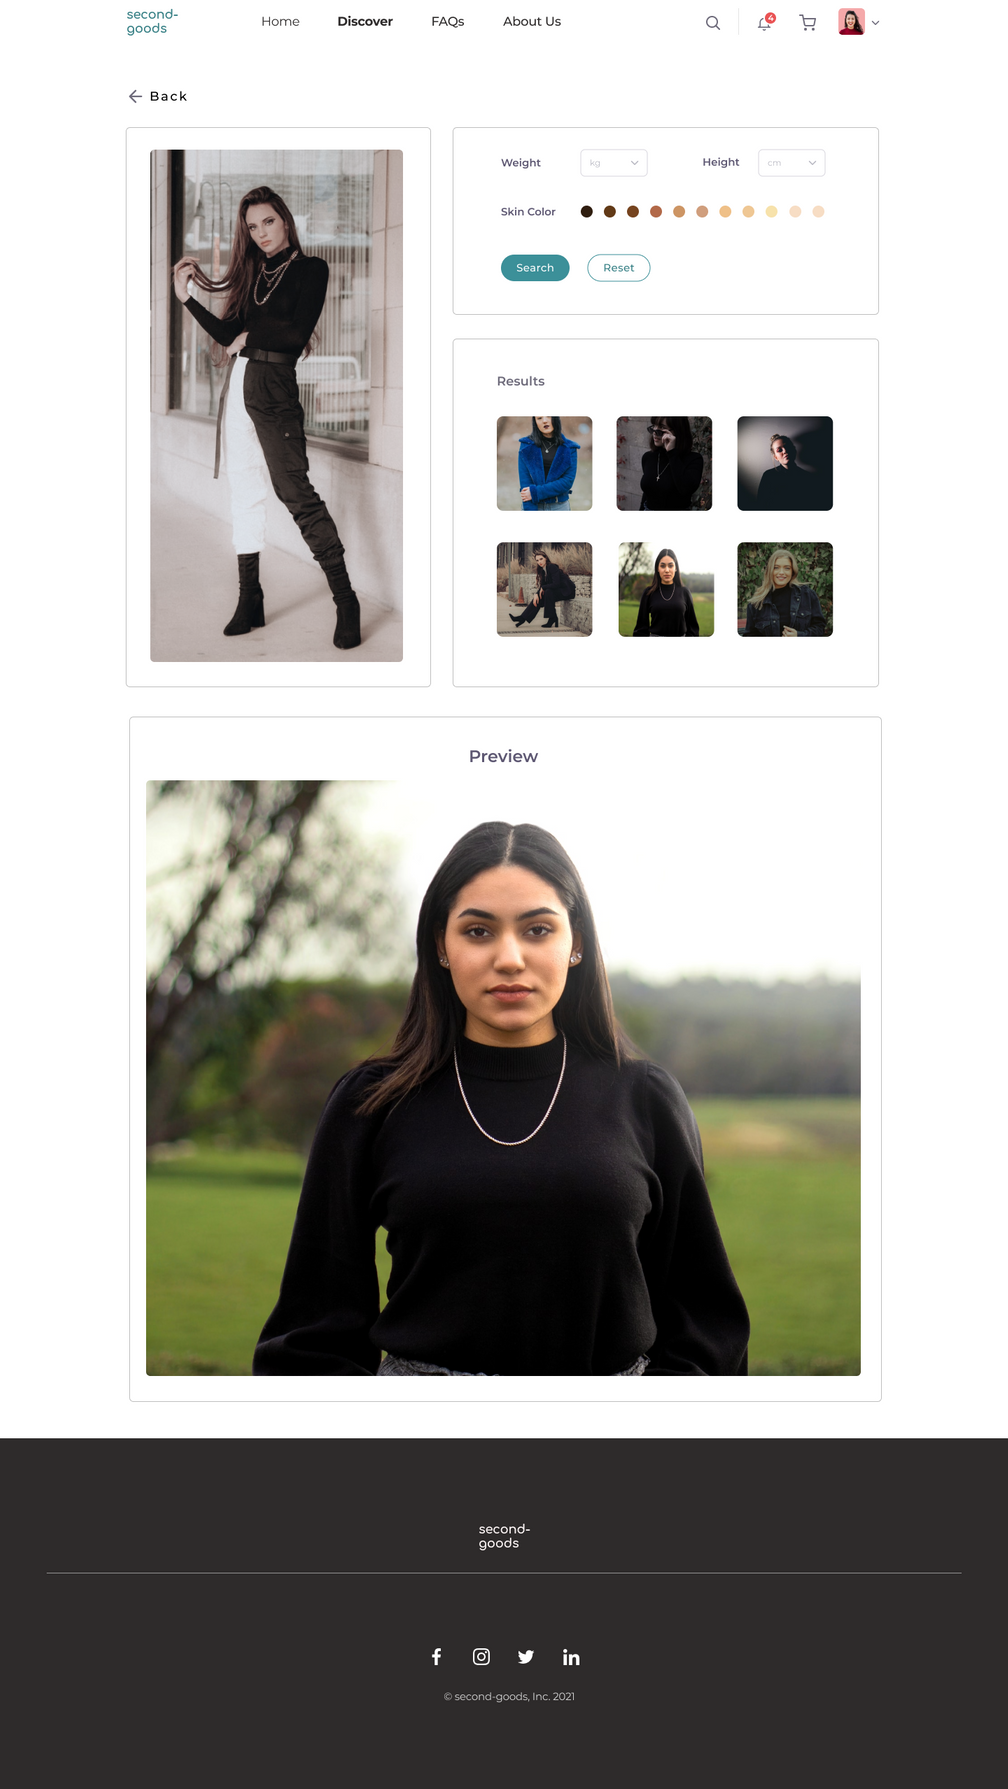 second-
goods
Home Discover FAQs About Us
4
Back
Weight kg Height cm
Skin Color
Search Reset
Results
Preview
second-
goods
© second-goods, Inc. 2021